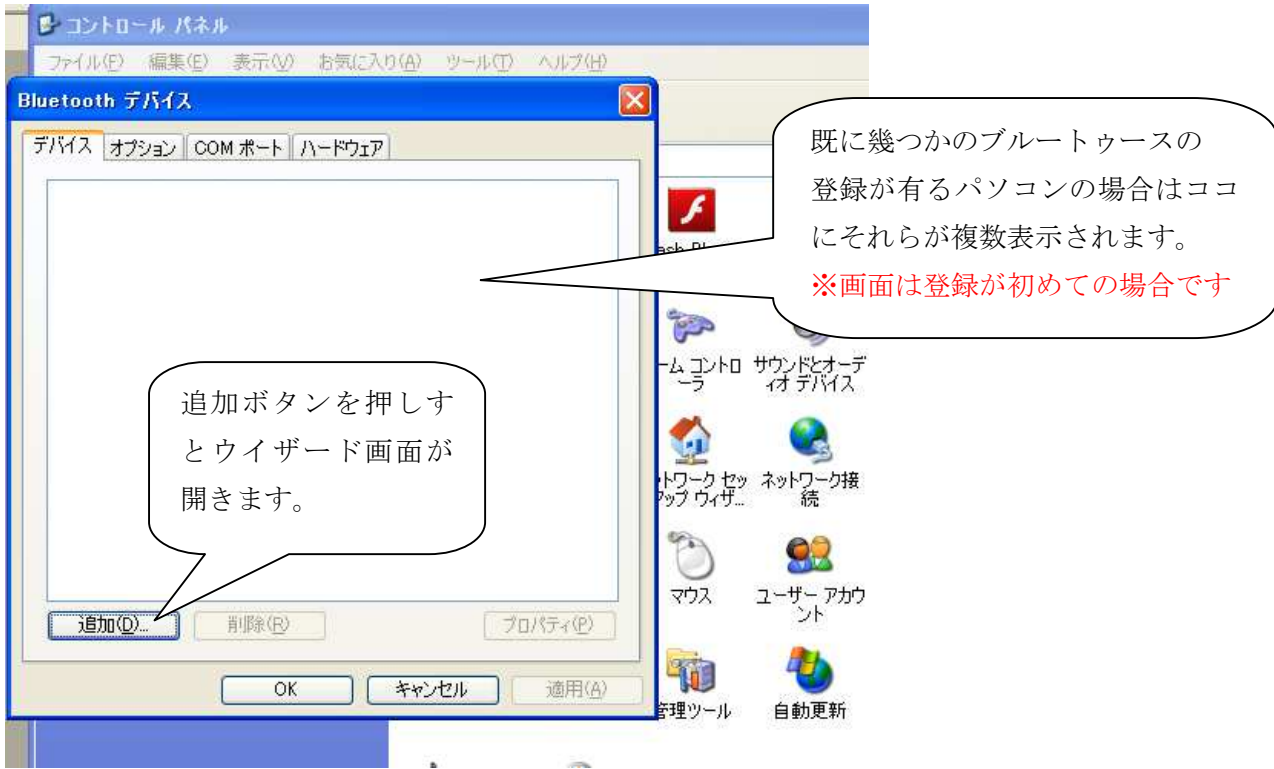 コントロール パネル
ファイル(F) 編集(E) 表示(V) お気に入り(A) ツール(T) ヘルプ(H)
Bluetooth デバイス
デバイス オプション COM ポート ハードウェア
既に幾つかのブルートゥースの
登録が有るパソコンの場合はココ
にそれらが複数表示されます。
※画面は登録が初めての場合です
追加ボタンを押しす
とウイザード画面が
開きます。
追加(D)... 削除(R) プロパティ(P)
OK キャンセル 適用(A)
ーム コントロ
ーラ
サウンドとオーデ
ィオ デバイス
トワーク セッ
アップ ウィザ...
ネットワーク接
続
マウス
ユーザー アカウ
ント
管理ツール
自動更新